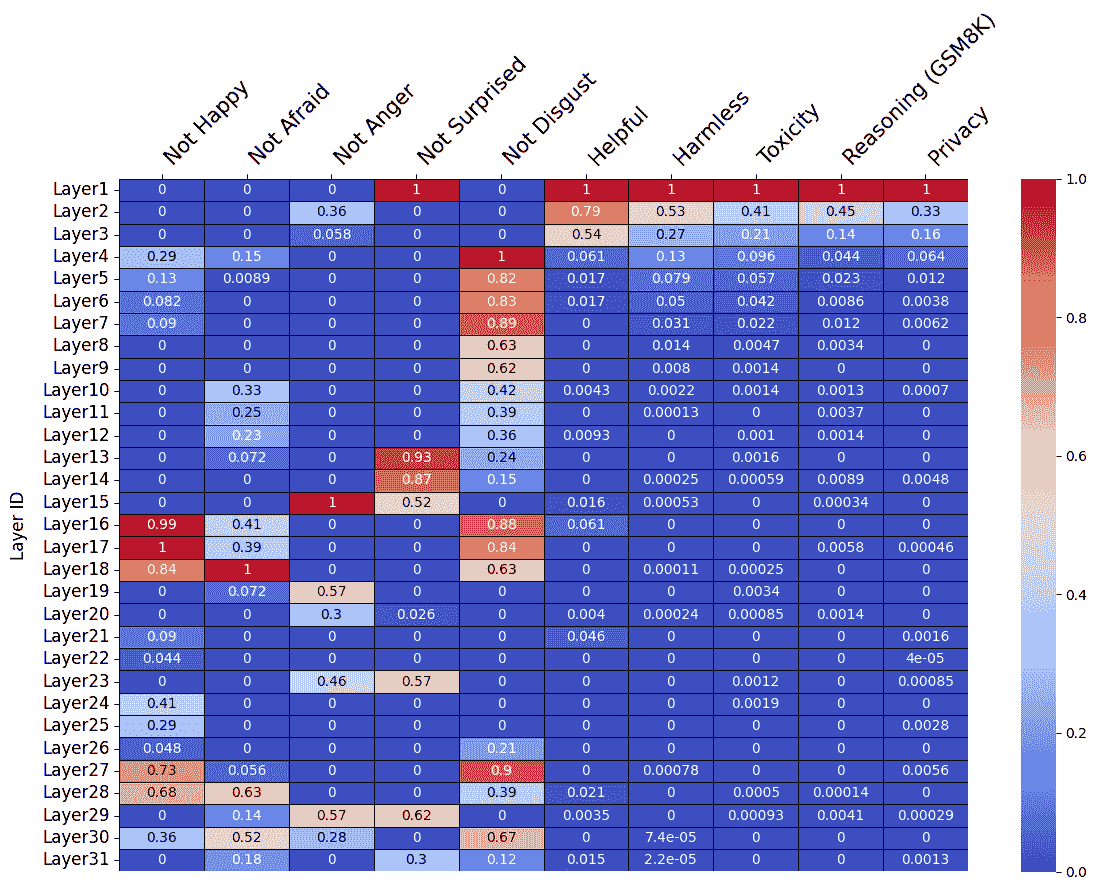 Not Happy Not Afraid Not Anger Not Surprised Not Disgust Helpful Harmless Toxicity Reasoning (GSM8K) Privacy
Layer1 0 0 0 1 0 1 1 1 1 1
Layer2 0 0 0.36 0 0 0.79 0.53 0.41 0.45 0.33
Layer3 0 0 0.058 0 0 0.54 0.27 0.21 0.14 0.16
Layer4 0.29 0.15 0 0 1 0.061 0.13 0.096 0.044 0.064
Layer5 0.13 0.0089 0 0 0.82 0.017 0.079 0.057 0.023 0.012
Layer6 0.082 0 0 0 0.83 0.017 0.05 0.042 0.0086 0.0038
Layer7 0.09 0 0 0 0.89 0 0.031 0.022 0.012 0.0062
Layer8 0 0 0 0 0.63 0 0.014 0.0047 0.0034 0
Layer9 0 0 0 0 0.62 0 0.008 0.0014 0 0
Layer10 0 0.33 0 0 0.42 0.0043 0.0022 0.0014 0.0013 0.0007
Layer11 0 0.25 0 0 0.39 0 0.00013 0 0.0037 0
Layer12 0 0.23 0 0 0.36 0.0093 0 0.001 0.0014 0
Layer13 0 0.072 0 0.93 0.24 0 0 0.0016 0 0
Layer14 0 0 0 0.87 0.15 0 0.00025 0.00059 0.0089 0.0048
Layer15 0 0 1 0.52 0 0.016 0.00053 0 0.00034 0
Layer16 0.99 0.41 0 0 0.88 0.061 0 0 0 0
Layer17 1 0.39 0 0 0.84 0 0 0 0.0058 0.00046
Layer18 0.84 1 0 0 0.63 0 0.00011 0.00025 0 0
Layer19 0 0.072 0.57 0 0 0 0 0.0034 0 0
Layer20 0 0 0.3 0.026 0 0.004 0.00024 0.00085 0.0014 0
Layer21 0.09 0 0 0 0 0.046 0 0 0 0.0016
Layer22 0.044 0 0 0 0 0 0 0 0 4e-05
Layer23 0 0 0.46 0.57 0 0 0 0.0012 0 0.00085
Layer24 0.41 0 0 0 0 0 0 0.0019 0 0
Layer25 0.29 0 0 0 0 0 0 0 0 0.0028
Layer26 0.048 0 0 0 0.21 0 0 0 0 0
Layer27 0.73 0.056 0 0 0.9 0 0.00078 0 0 0.0056
Layer28 0.68 0.63 0 0 0.39 0.021 0 0.0005 0.00014 0
Layer29 0 0.14 0.57 0.62 0 0.0035 0 0.00093 0.0041 0.00029
Layer30 0.36 0.52 0.28 0 0.67 0 7.4e-05 0 0 0
Layer31 0 0.18 0 0.3 0.12 0.015 2.2e-05 0 0 0.0013
Layer ID
1.0
0.8
0.6
0.4
0.2
0.0